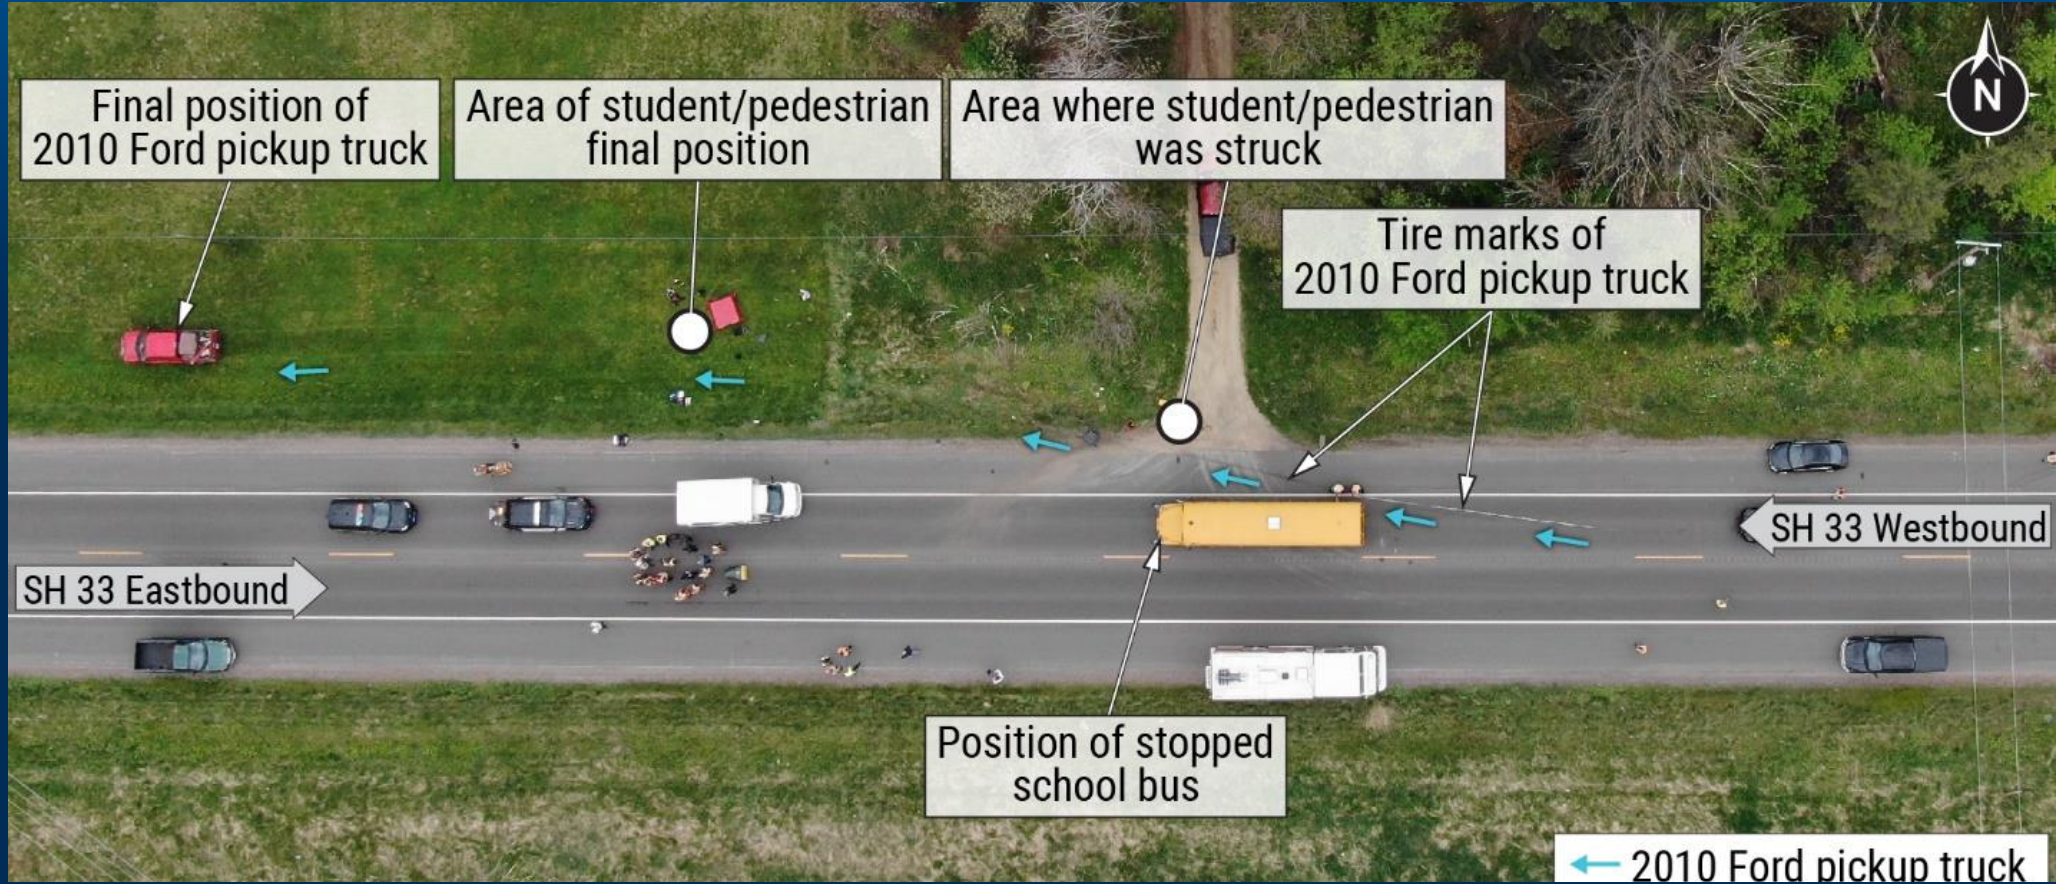 Final position of
2010 Ford pickup truck
Area of student/pedestrian
final position
Area where student/pedestrian
was struck
N
Tire marks of
2010 Ford pickup truck
SH 33 Westbound
SH 33 Eastbound
Position of stopped
school bus
2010 Ford pickup truck